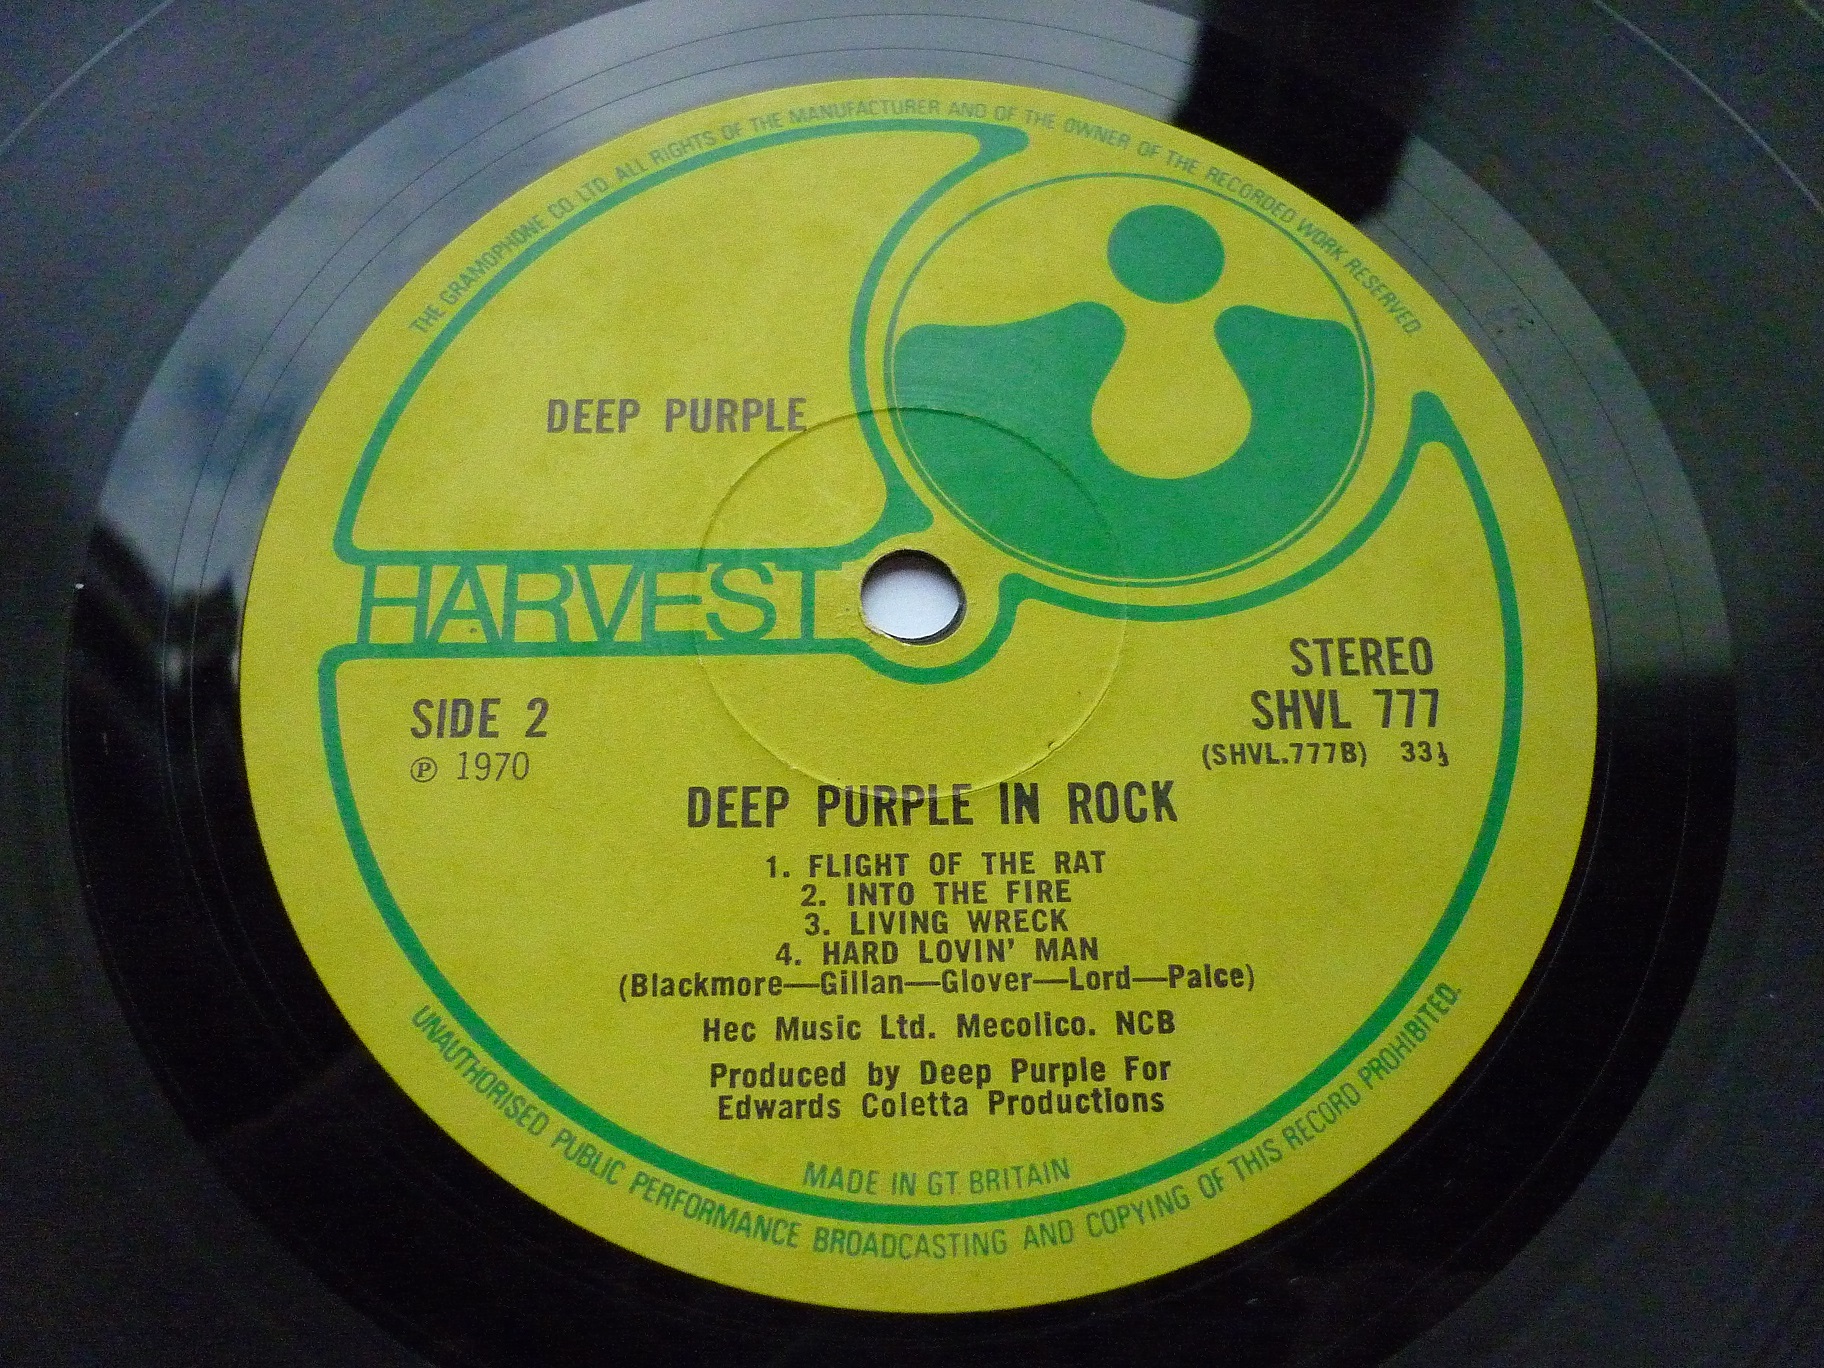 THE GRAMOPHONE CO. LTD. ALL RIGHTS OF THE MANUFACTURER AND OF THE OWNER OF THE RECORDED WORK RESERVED.
DEEP PURPLE
HARVEST
STEREO
SIDE 2
SHVL 777
℗ 1970
(SHVL.777B) 33⅓
DEEP PURPLE IN ROCK
1. FLIGHT OF THE RAT
2. INTO THE FIRE
3. LIVING WRECK
4. HARD LOVIN' MAN
(Blackmore—Gillan—Glover—Lord—Paice)
Hec Music Ltd. Mecolico. NCB
Produced by Deep Purple For
Edwards Coletta Productions
MADE IN GT. BRITAIN
UNAUTHORISED PUBLIC PERFORMANCE BROADCASTING AND COPYING OF THIS RECORD PROHIBITED.